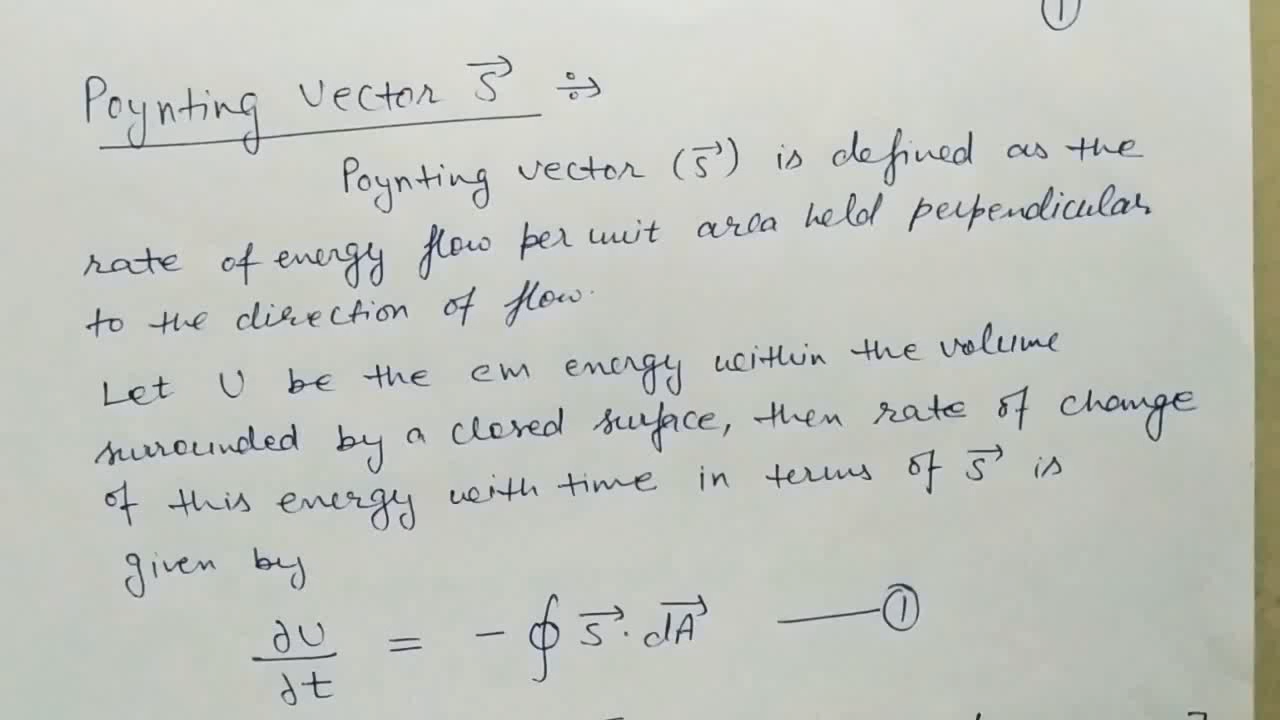 ①
Poynting Vector S⃗ ÷→
Poynting vector (S⃗) is defined as the
rate of energy flow per unit area held perpendicular
to the direction of flow.
Let U be the em energy within the volume
surrounded by a closed surface, then rate of change
of this energy with time in terms of S⃗ is
given by
∂U/∂t = - ∮ S⃗ · dA⃗ —— ①